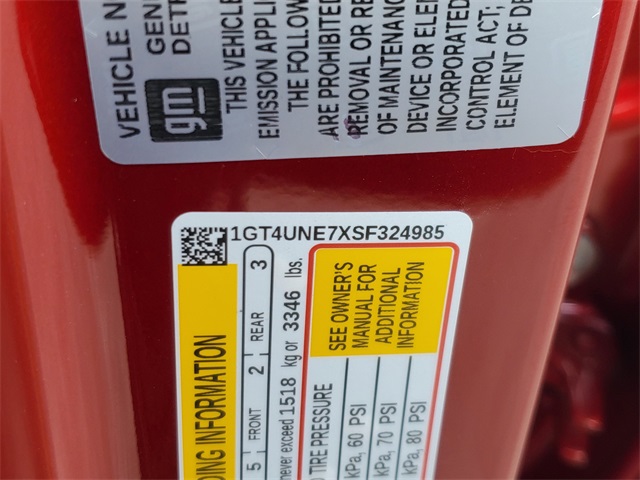 VEHICLE N
gm
GENE
DETR
THIS VEHICLE
EMISSION APPLI
THE FOLLOW
ARE PROHIBITED
REMOVAL OR RE
OF MAINTENANC
DEVICE OR ELEM
INCORPORATED
CONTROL ACT;
ELEMENT OF DE
1GT4UNE7XSF324985
DING INFORMATION
5 FRONT 2 REAR 3
never exceed 1518 kg or 3346 lbs.
TIRE PRESSURE
SEE OWNER'S
MANUAL FOR
ADDITIONAL
INFORMATION
kPa, 60 PSI
kPa, 70 PSI
kPa, 80 PSI